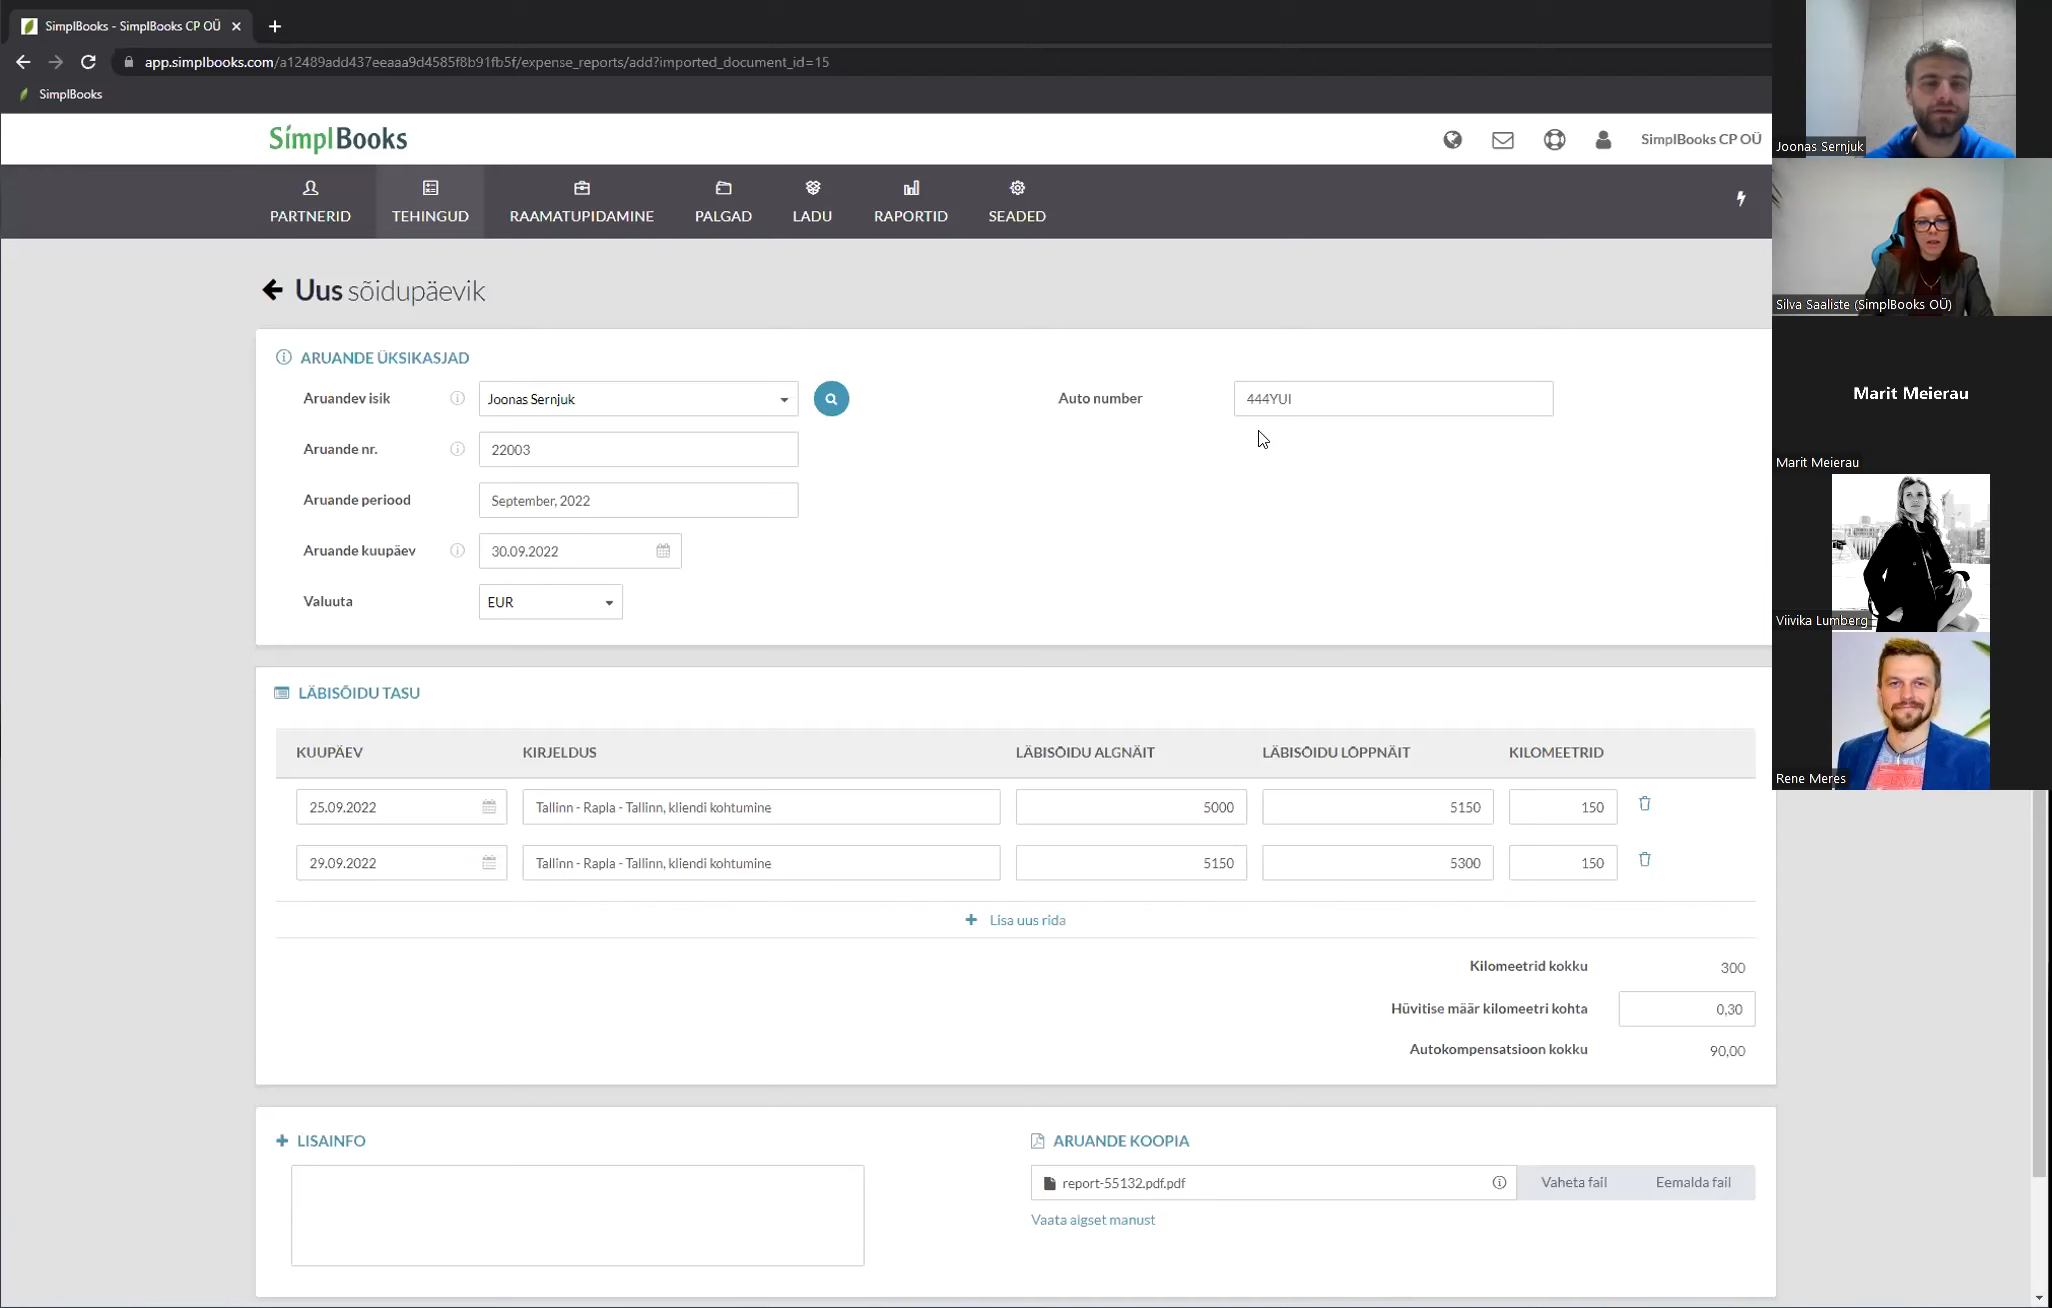 SimplBooks - SimplBooks CP OÜ
app.simplbooks.com/a12489add437eeaaa9d4585f8b91fb5f/expense_reports/add?imported_document_id=15
SimplBooks
SimplBooks
SimplBooks CP OÜ
PARTNERID
TEHINGUD
RAAMATUPIDAMINE
PALGAD
LADU
RAPORTID
SEADED
Uus sõidupäevik
ARUANDE ÜKSIKASJAD
Aruandev isik
Joonas Sernjuk
Auto number
444YUI
Aruande nr.
22003
Aruande periood
September, 2022
Aruande kuupäev
30.09.2022
Valuuta
EUR
LÄBISÕIDU TASU
KUUPÄEV KIRJELDUS LÄBISÕIDU ALGNÄIT LÄBISÕIDU LÕPPNÄIT KILOMEETRID
25.09.2022 Tallinn - Rapla - Tallinn, kliendi kohtumine 5000 5150 150
29.09.2022 Tallinn - Rapla - Tallinn, kliendi kohtumine 5150 5300 150
Lisa uus rida
Kilomeetrid kokku 300
Hüvitise määr kilomeetri kohta 0,30
Autokompensatsioon kokku 90,00
LISAINFO
ARUANDE KOOPIA
report-55132.pdf.pdf
Vaheta fail
Eemalda fail
Vaata algset manust
Joonas Sernjuk
Silva Saaliste (SimplBooks OÜ)
Marit Meierau
Marit Meierau
Viivika Lumberg
Rene Meres